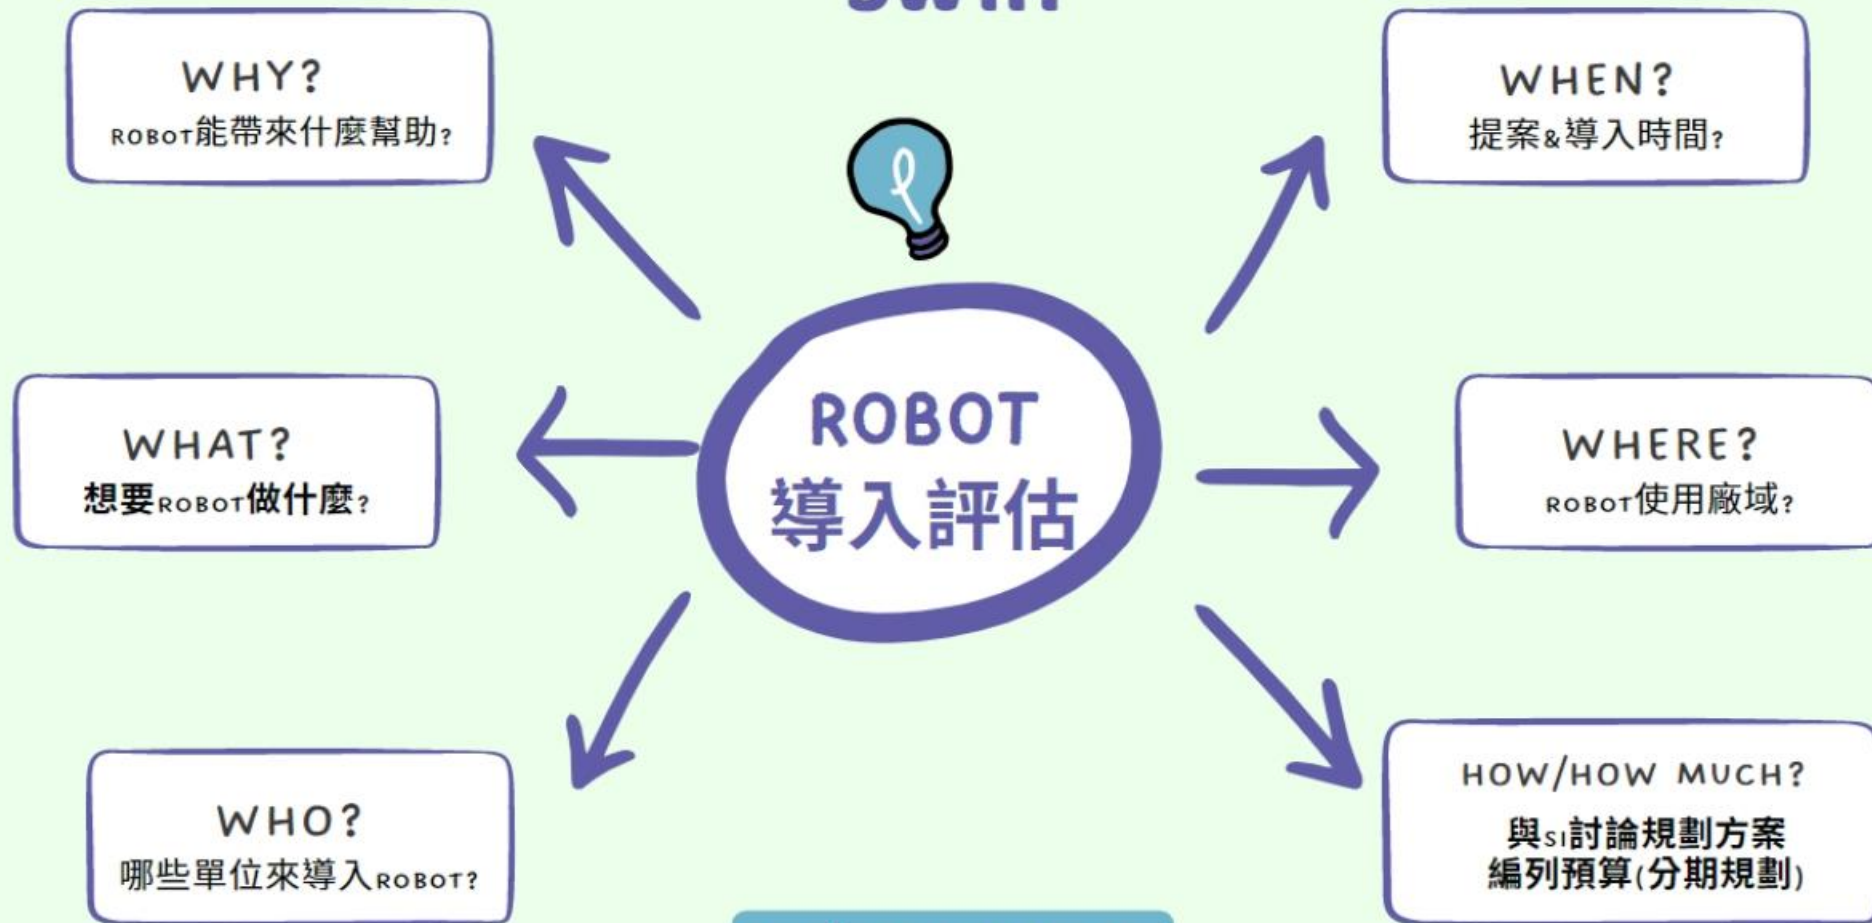 WHY?
ROBOT能帶來什麼幫助?
WHEN?
提案&導入時間?
ROBOT
導入評估
WHAT?
想要ROBOT做什麼?
WHERE?
ROBOT使用廠域?
WHO?
哪些單位來導入ROBOT?
HOW/HOW MUCH?
與SI討論規劃方案
編列預算(分期規劃)